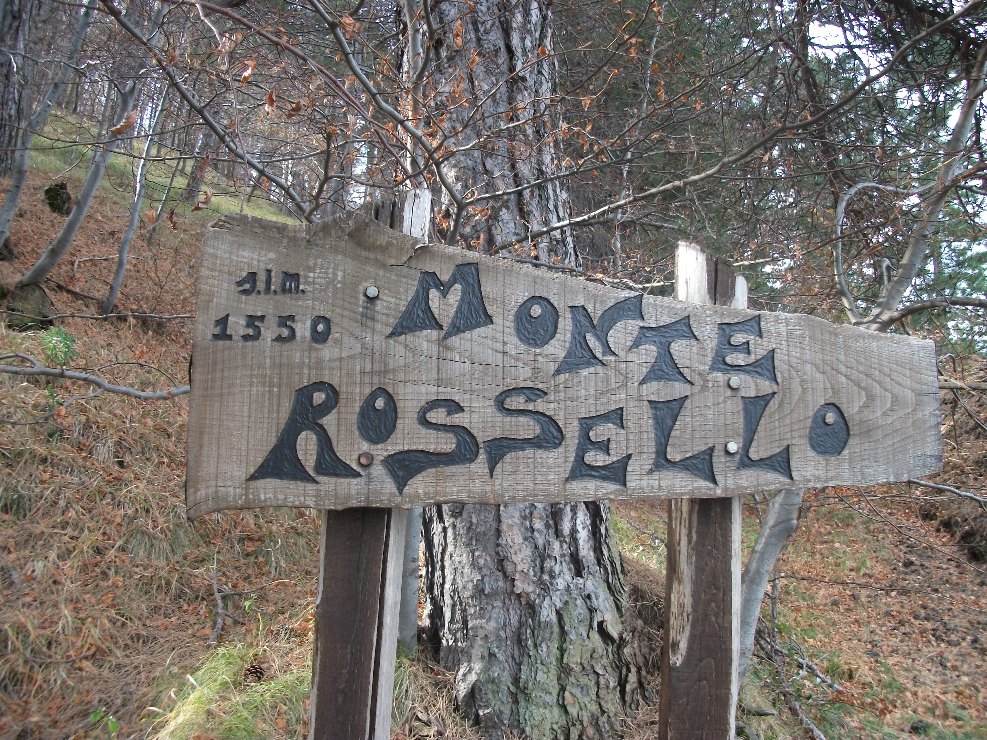 s.l.m.
1550
MONTE
ROSSELLO